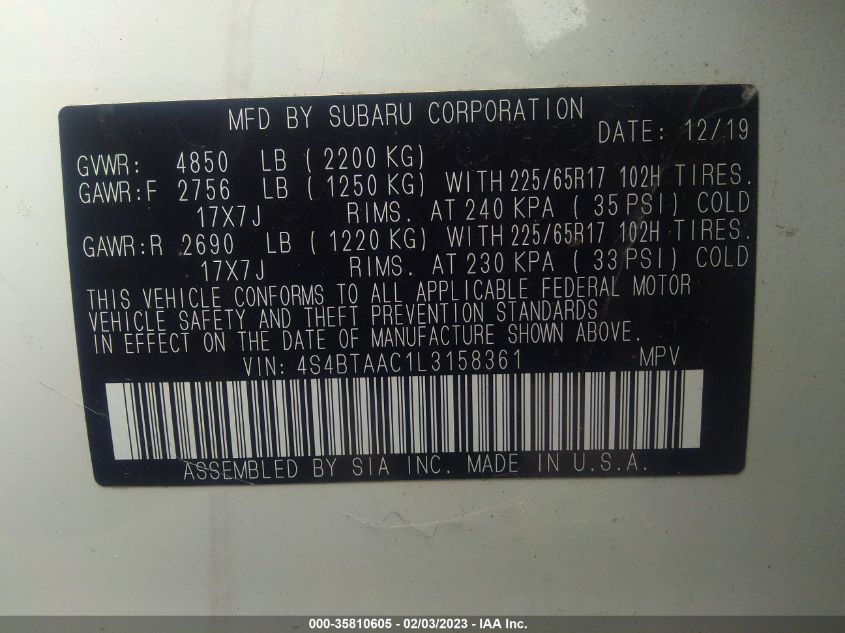 MFD BY SUBARU CORPORATION
DATE: 12/19
GVWR: 4850 LB ( 2200 KG)
GAWR:F 2756 LB ( 1250 KG) WITH 225/65R17 102H TIRES.
17X7J RIMS. AT 240 KPA ( 35 PSI) COLD
GAWR:R 2690 LB ( 1220 KG) WITH 225/65R17 102H TIRES.
17X7J RIMS. AT 230 KPA ( 33 PSI) COLD
THIS VEHICLE CONFORMS TO ALL APPLICABLE FEDERAL MOTOR
VEHICLE SAFETY AND THEFT PREVENTION STANDARDS
IN EFFECT ON THE DATE OF MANUFACTURE SHOWN ABOVE.
VIN: 4S4BTAAC1L3158361 MPV
ASSEMBLED BY SIA INC. MADE IN U.S.A.
000-35810605 - 02/03/2023 - IAA Inc.